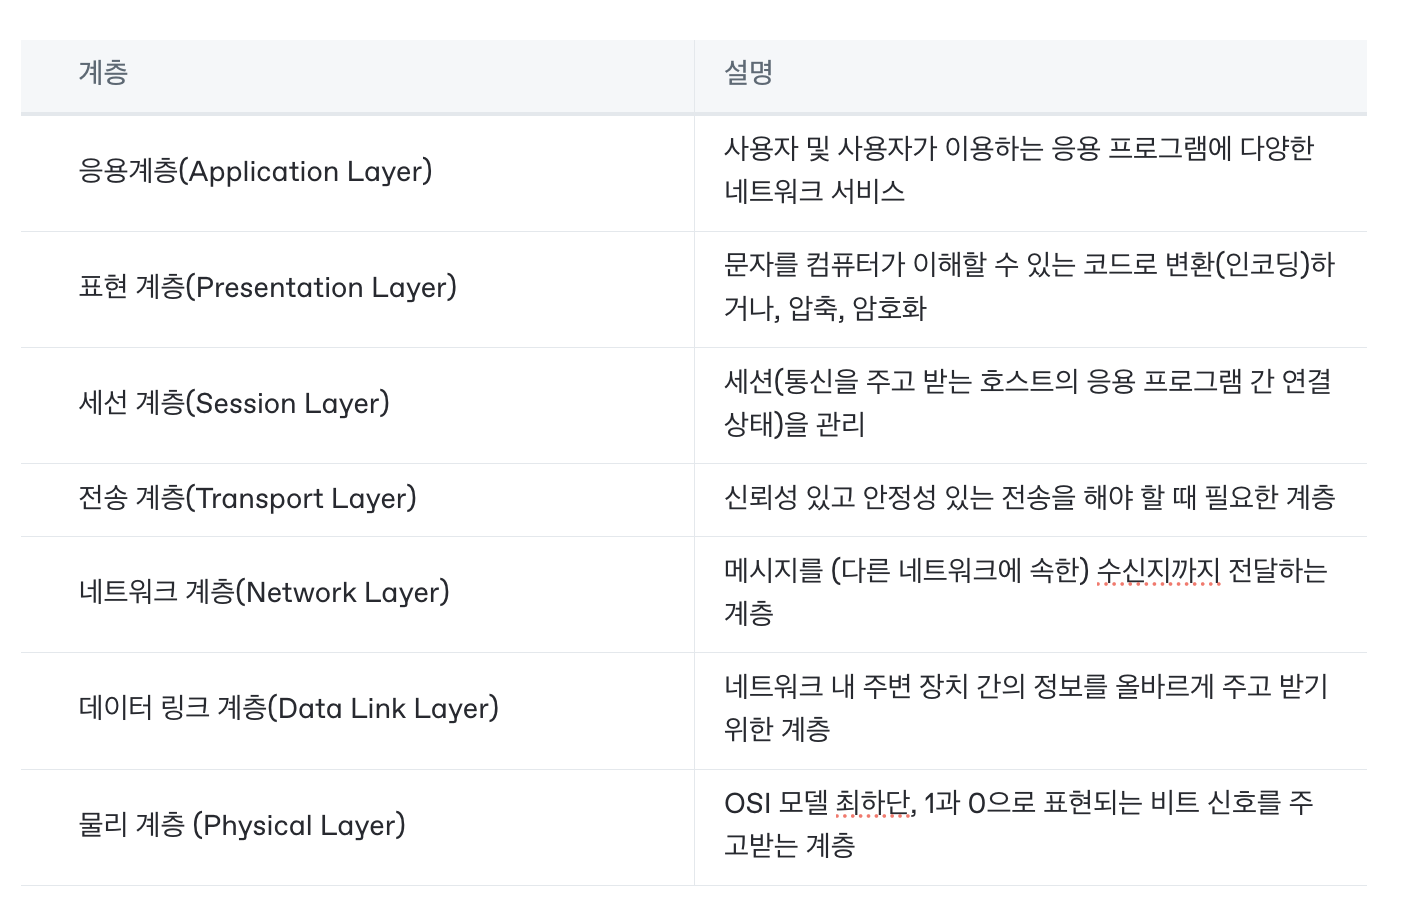 계층
설명
응용계층(Application Layer)
사용자 및 사용자가 이용하는 응용 프로그램에 다양한
네트워크 서비스
표현 계층(Presentation Layer)
문자를 컴퓨터가 이해할 수 있는 코드로 변환(인코딩)하
거나, 압축, 암호화
세선 계층(Session Layer)
세션(통신을 주고 받는 호스트의 응용 프로그램 간 연결
상태)을 관리
전송 계층(Transport Layer)
신뢰성 있고 안정성 있는 전송을 해야 할 때 필요한 계층
네트워크 계층(Network Layer)
메시지를 (다른 네트워크에 속한) 수신지까지 전달하는
계층
데이터 링크 계층(Data Link Layer)
네트워크 내 주변 장치 간의 정보를 올바르게 주고 받기
위한 계층
물리 계층 (Physical Layer)
OSI 모델 최하단, 1과 0으로 표현되는 비트 신호를 주
고받는 계층